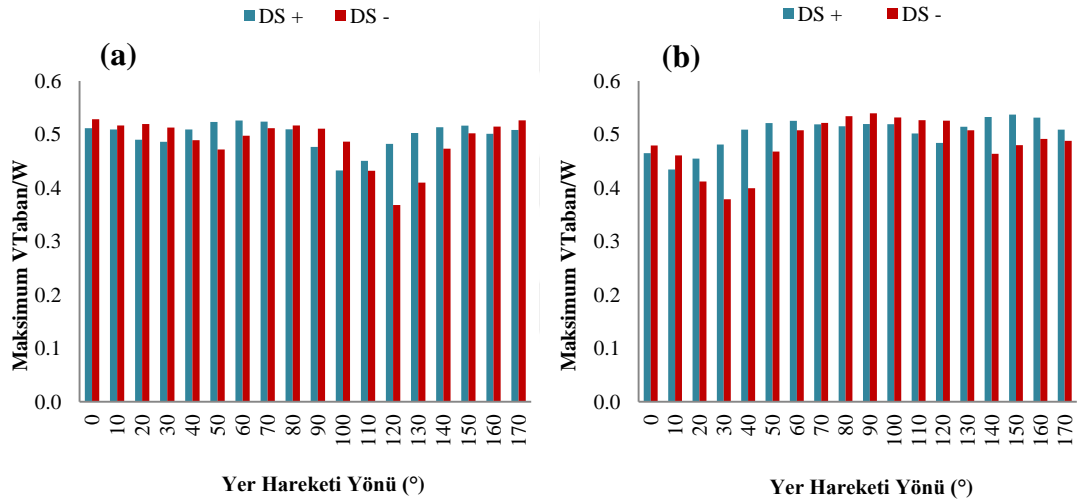 DS +
DS -
(a)
Maksimum VTaban/W
0.6
0.5
0.4
0.3
0.2
0.1
0.0
0 10 20 30 40 50 60 70 80 90 100 110 120 130 140 150 160 170
Yer Hareketi Yönü (°)
DS +
DS -
(b)
Maksimum VTaban/W
0.6
0.5
0.4
0.3
0.2
0.1
0.0
0 10 20 30 40 50 60 70 80 90 100 110 120 130 140 150 160 170
Yer Hareketi Yönü (°)